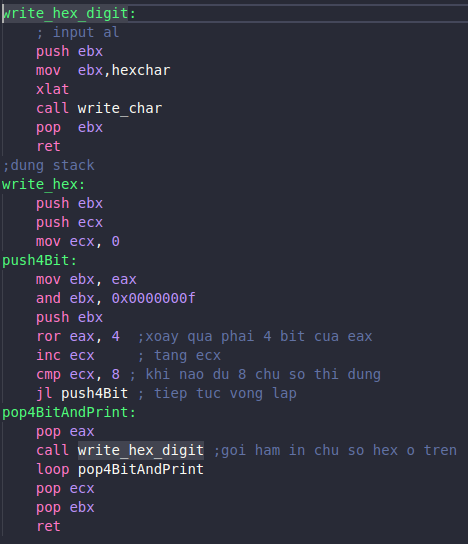 write_hex_digit:
    ; input al
    push ebx
    mov  ebx,hexchar
    xlat
    call write_char
    pop  ebx
    ret
;dung stack
write_hex:
    push ebx
    push ecx
    mov ecx, 0
push4Bit:
    mov ebx, eax
    and ebx, 0x0000000f
    push ebx
    ror eax, 4  ;xoay qua phai 4 bit cua eax
    inc ecx     ; tang ecx
    cmp ecx, 8 ; khi nao du 8 chu so thi dung
    jl push4Bit ; tiep tuc vong lap
pop4BitAndPrint:
    pop eax
    call write_hex_digit ;goi ham in chu so hex o tren
    loop pop4BitAndPrint
    pop ecx
    pop ebx
    ret